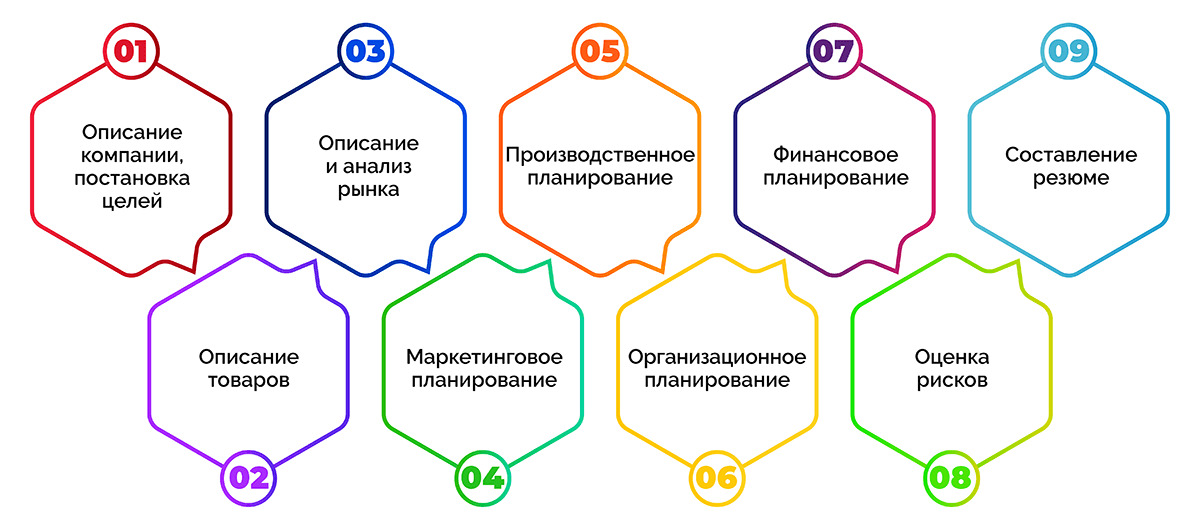 01
Описание
компании,
постановка
целей
02
Описание
товаров
03
Описание
и анализ
рынка
04
Маркетинговое
планирование
05
Производственное
планирование
06
Организационное
планирование
07
Финансовое
планирование
08
Оценка
рисков
09
Составление
резюме